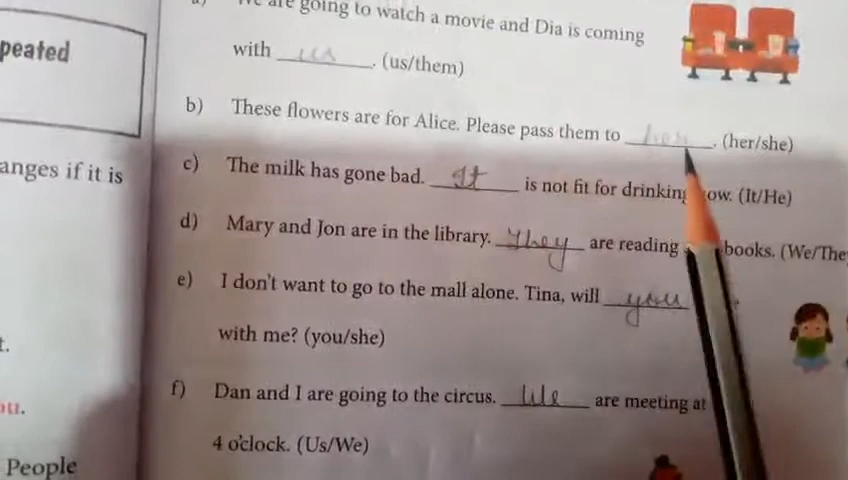 We are going to watch a movie and Dia is coming
with us. (us/them)
peated
b) These flowers are for Alice. Please pass them to her. (her/she)
anges if it is
c) The milk has gone bad. It is not fit for drinking now. (It/He)
d) Mary and Jon are in the library. They are reading books. (We/The
e) I don't want to go to the mall alone. Tina, will you
with me? (you/she)
t.
f) Dan and I are going to the circus. We are meeting at
ou.
4 o'clock. (Us/We)
People